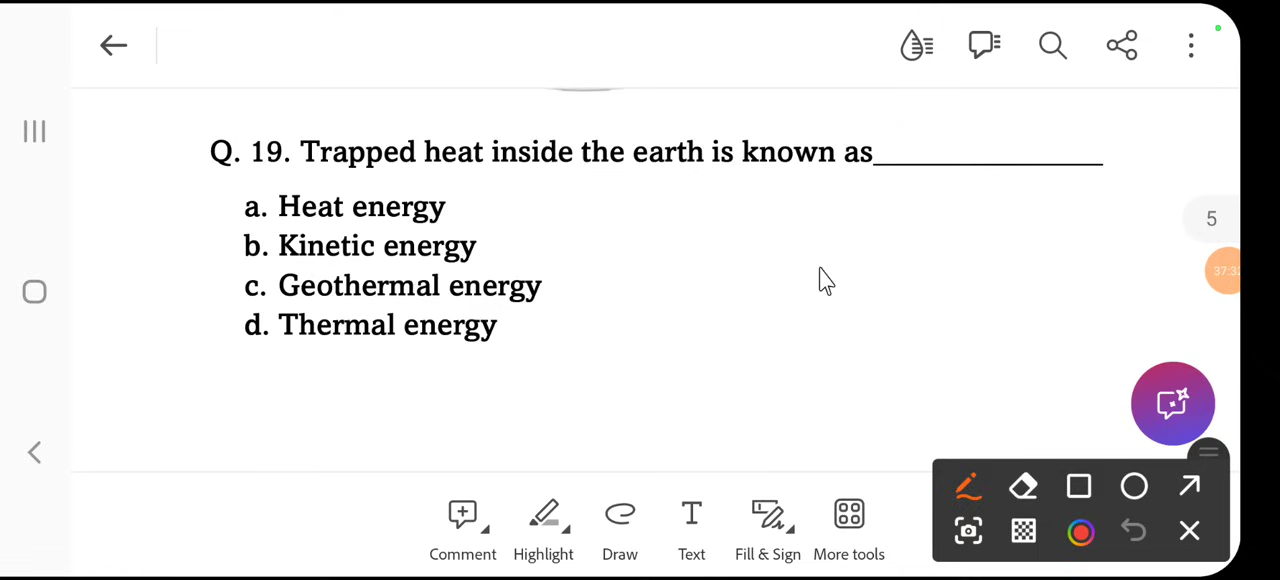 Q. 19. Trapped heat inside the earth is known as______________
a. Heat energy
b. Kinetic energy
c. Geothermal energy
d. Thermal energy
5
Comment Highlight Draw Text Fill & Sign More tools